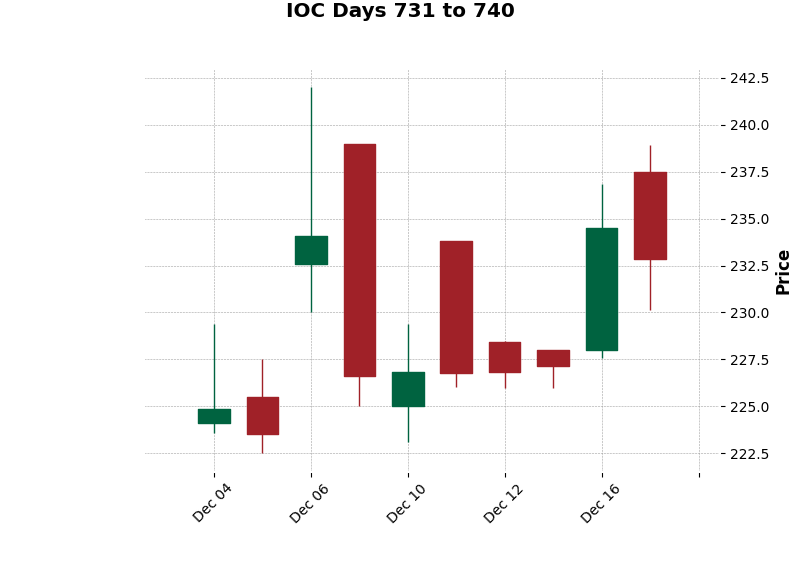 IOC Days 731 to 740
242.5
240.0
237.5
235.0
232.5
230.0
227.5
225.0
222.5
Price
Dec 04
Dec 06
Dec 10
Dec 12
Dec 16